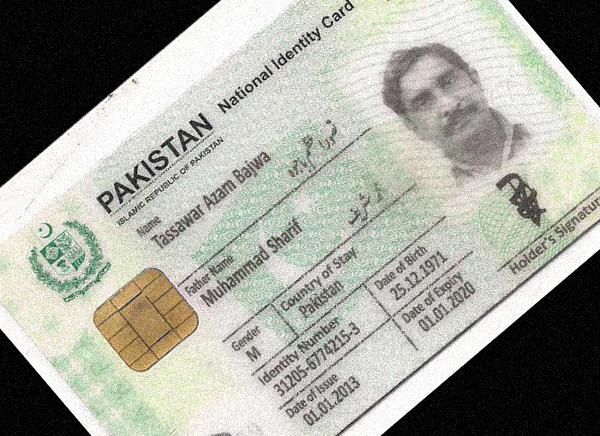 PAKISTAN National Identity Card
ISLAMIC REPUBLIC OF PAKISTAN
Name
Tassawar Azam Bajwa
تصور اعظم باجوہ
Father Name
Muhammad Sharif
محمد شریف
Gender
M
Country of Stay
Pakistan
Identity Number
31205-6774215-3
Date of Birth
25.12.1971
Date of Issue
01.01.2013
Date of Expiry
01.01.2020
Holder's Signature